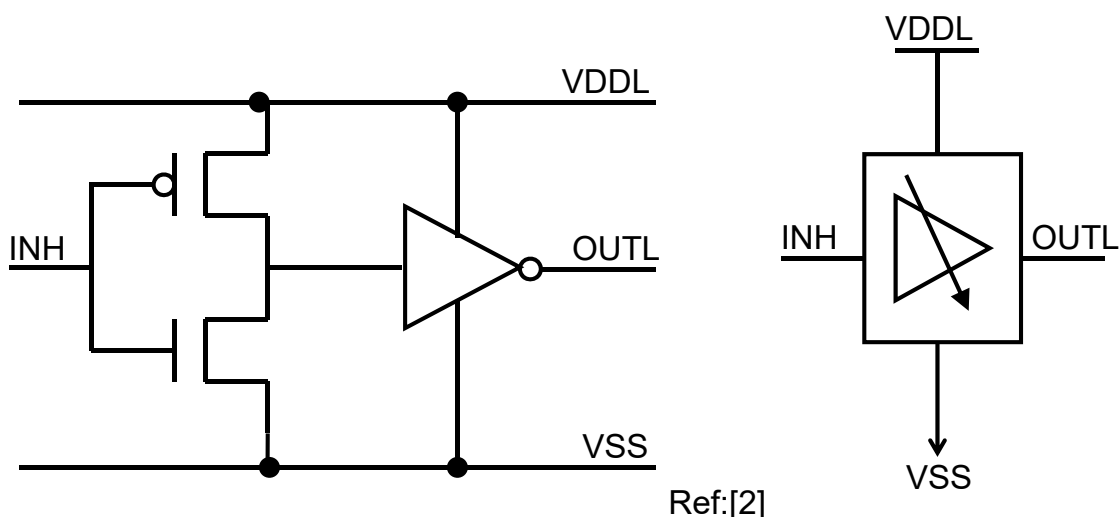 VDDL
INH
OUTL
VSS
Ref:[2]
VDDL
INH
OUTL
VSS